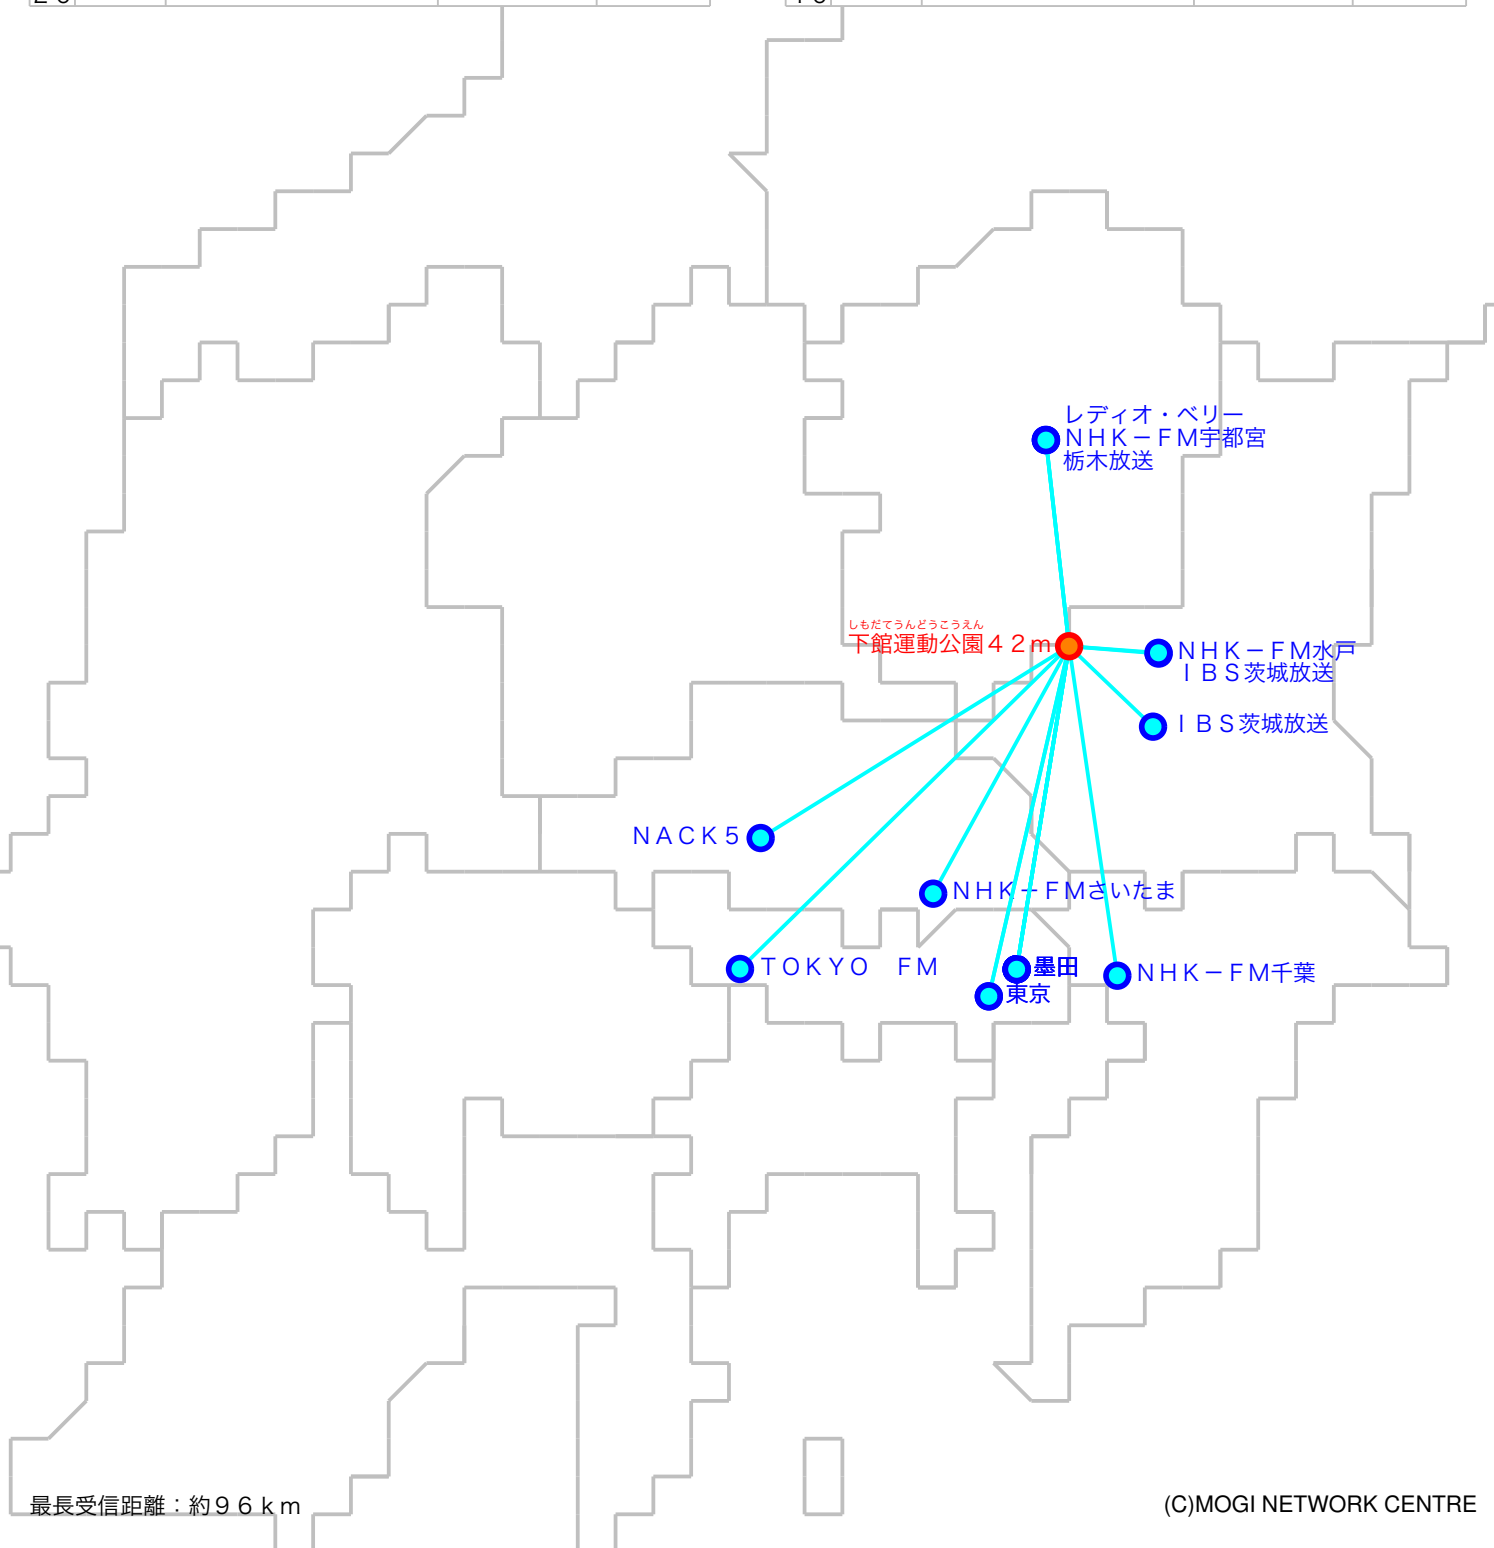 レディオ・ベリー
ＮＨＫ－ＦＭ宇都宮
栃木放送
しもだてうんどうこうえん
下館運動公園４２ｍ
ＮＨＫ－ＦＭ水戸
ＩＢＳ茨城放送
ＩＢＳ茨城放送
ＮＡＣＫ５
ＮＨＫ－ＦＭさいたま
ＴＯＫＹＯ　ＦＭ
墨田
ＮＨＫ－ＦＭ千葉
東京
最長受信距離：約９６ｋｍ
(C)MOGI NETWORK CENTRE